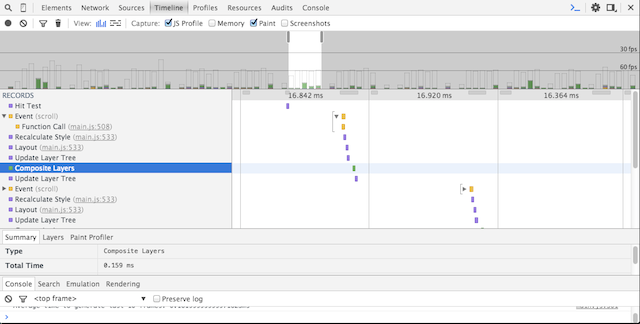 Elements Network Sources Timeline Profiles Resources Audits Console
View: Capture: JS Profile Memory Paint Screenshots
30 fps
60 fps
RECORDS 16.842 ms 16.920 ms 16.364 ms
Hit Test
Event (scroll)
Function Call (main.js:508)
Recalculate Style (main.js:533)
Layout (main.js:533)
Update Layer Tree
Composite Layers
Update Layer Tree
Event (scroll)
Recalculate Style (main.js:533)
Layout (main.js:533)
Update Layer Tree
Summary Layers Paint Profiler
Type Composite Layers
Total Time 0.159 ms
Console Search Emulation Rendering
<top frame> Preserve log